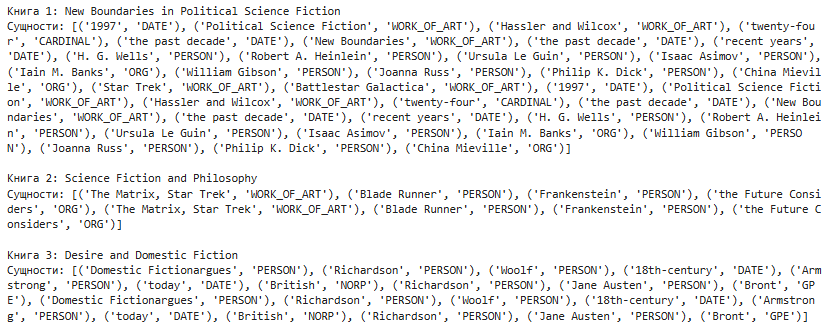 Книга 1: New Boundaries in Political Science Fiction
Сущности: [('1997', 'DATE'), ('Political Science Fiction', 'WORK_OF_ART'), ('Hassler and Wilcox', 'WORK_OF_ART'), ('twenty-fou
r', 'CARDINAL'), ('the past decade', 'DATE'), ('New Boundaries', 'WORK_OF_ART'), ('the past decade', 'DATE'), ('recent years',
'DATE'), ('H. G. Wells', 'PERSON'), ('Robert A. Heinlein', 'PERSON'), ('Ursula Le Guin', 'PERSON'), ('Isaac Asimov', 'PERSON'),
('Iain M. Banks', 'ORG'), ('William Gibson', 'PERSON'), ('Joanna Russ', 'PERSON'), ('Philip K. Dick', 'PERSON'), ('China Mievil
le', 'ORG'), ('Star Trek', 'WORK_OF_ART'), ('Battlestar Galactica', 'WORK_OF_ART'), ('1997', 'DATE'), ('Political Science Ficti
on', 'WORK_OF_ART'), ('Hassler and Wilcox', 'WORK_OF_ART'), ('twenty-four', 'CARDINAL'), ('the past decade', 'DATE'), ('New Bou
ndaries', 'WORK_OF_ART'), ('the past decade', 'DATE'), ('recent years', 'DATE'), ('H. G. Wells', 'PERSON'), ('Robert A. Heinlei
n', 'PERSON'), ('Ursula Le Guin', 'PERSON'), ('Isaac Asimov', 'PERSON'), ('Iain M. Banks', 'ORG'), ('William Gibson', 'PERSO
N'), ('Joanna Russ', 'PERSON'), ('Philip K. Dick', 'PERSON'), ('China Mieville', 'ORG')]
Книга 2: Science Fiction and Philosophy
Сущности: [('The Matrix, Star Trek', 'WORK_OF_ART'), ('Blade Runner', 'PERSON'), ('Frankenstein', 'PERSON'), ('the Future Consi
ders', 'ORG'), ('The Matrix, Star Trek', 'WORK_OF_ART'), ('Blade Runner', 'PERSON'), ('Frankenstein', 'PERSON'), ('the Future C
onsiders', 'ORG')]
Книга 3: Desire and Domestic Fiction
Сущности: [('Domestic Fictionargues', 'PERSON'), ('Richardson', 'PERSON'), ('Woolf', 'PERSON'), ('18th-century', 'DATE'), ('Arm
strong', 'PERSON'), ('today', 'DATE'), ('British', 'NORP'), ('Richardson', 'PERSON'), ('Jane Austen', 'PERSON'), ('Bront', 'GP
E'), ('Domestic Fictionargues', 'PERSON'), ('Richardson', 'PERSON'), ('Woolf', 'PERSON'), ('18th-century', 'DATE'), ('Armstron
g', 'PERSON'), ('today', 'DATE'), ('British', 'NORP'), ('Richardson', 'PERSON'), ('Jane Austen', 'PERSON'), ('Bront', 'GPE')]